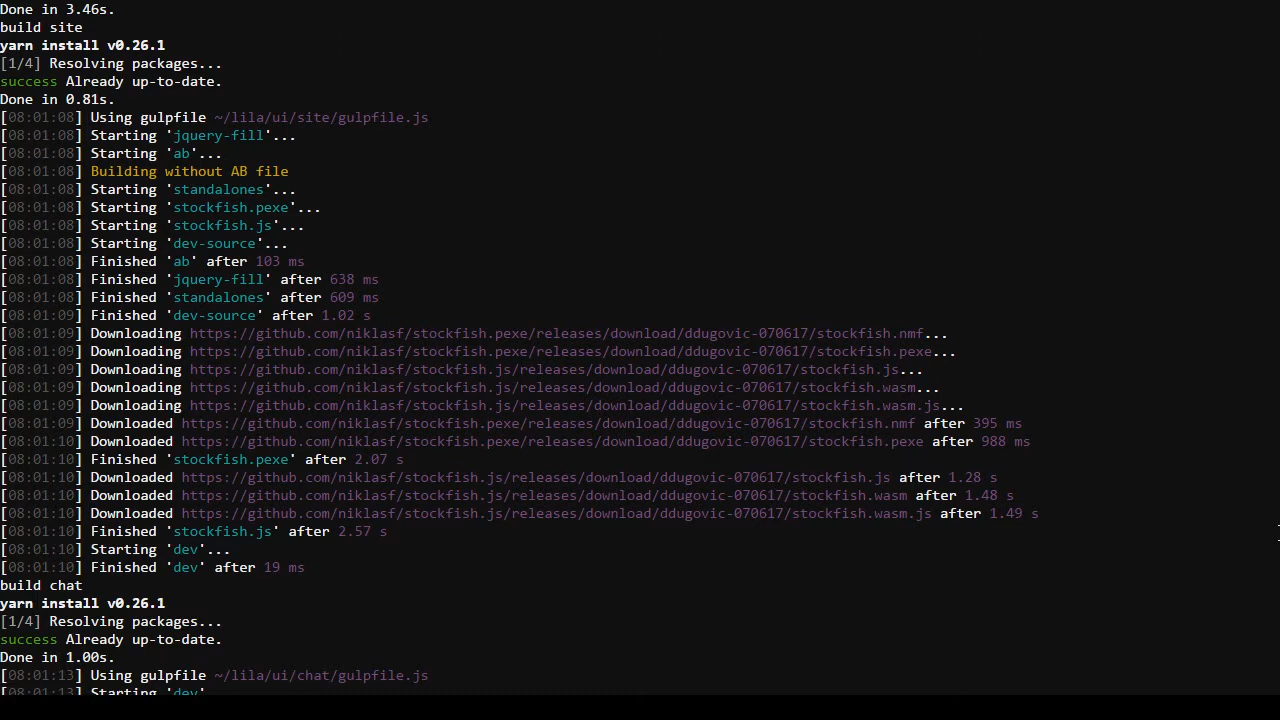 Done in 3.46s.
build site
yarn install v0.26.1
[1/4] Resolving packages...
success Already up-to-date.
Done in 0.81s.
[08:01:08] Using gulpfile ~/lila/ui/site/gulpfile.js
[08:01:08] Starting 'jquery-fill'...
[08:01:08] Starting 'ab'...
[08:01:08] Building without AB file
[08:01:08] Starting 'standalones'...
[08:01:08] Starting 'stockfish.pexe'...
[08:01:08] Starting 'stockfish.js'...
[08:01:08] Starting 'dev-source'...
[08:01:08] Finished 'ab' after 103 ms
[08:01:08] Finished 'jquery-fill' after 638 ms
[08:01:08] Finished 'standalones' after 609 ms
[08:01:09] Finished 'dev-source' after 1.02 s
[08:01:09] Downloading https://github.com/niklasf/stockfish.pexe/releases/download/ddugovic-070617/stockfish.nmf...
[08:01:09] Downloading https://github.com/niklasf/stockfish.pexe/releases/download/ddugovic-070617/stockfish.pexe...
[08:01:09] Downloading https://github.com/niklasf/stockfish.js/releases/download/ddugovic-070617/stockfish.js...
[08:01:09] Downloading https://github.com/niklasf/stockfish.js/releases/download/ddugovic-070617/stockfish.wasm...
[08:01:09] Downloading https://github.com/niklasf/stockfish.js/releases/download/ddugovic-070617/stockfish.wasm.js...
[08:01:09] Downloaded https://github.com/niklasf/stockfish.pexe/releases/download/ddugovic-070617/stockfish.nmf after 395 ms
[08:01:10] Downloaded https://github.com/niklasf/stockfish.pexe/releases/download/ddugovic-070617/stockfish.pexe after 988 ms
[08:01:10] Finished 'stockfish.pexe' after 2.07 s
[08:01:10] Downloaded https://github.com/niklasf/stockfish.js/releases/download/ddugovic-070617/stockfish.js after 1.28 s
[08:01:10] Downloaded https://github.com/niklasf/stockfish.js/releases/download/ddugovic-070617/stockfish.wasm after 1.48 s
[08:01:10] Downloaded https://github.com/niklasf/stockfish.js/releases/download/ddugovic-070617/stockfish.wasm.js after 1.49 s
[08:01:10] Finished 'stockfish.js' after 2.57 s
[08:01:10] Starting 'dev'...
[08:01:10] Finished 'dev' after 19 ms
build chat
yarn install v0.26.1
[1/4] Resolving packages...
success Already up-to-date.
Done in 1.00s.
[08:01:13] Using gulpfile ~/lila/ui/chat/gulpfile.js
[08:01:13] Starting 'dev'